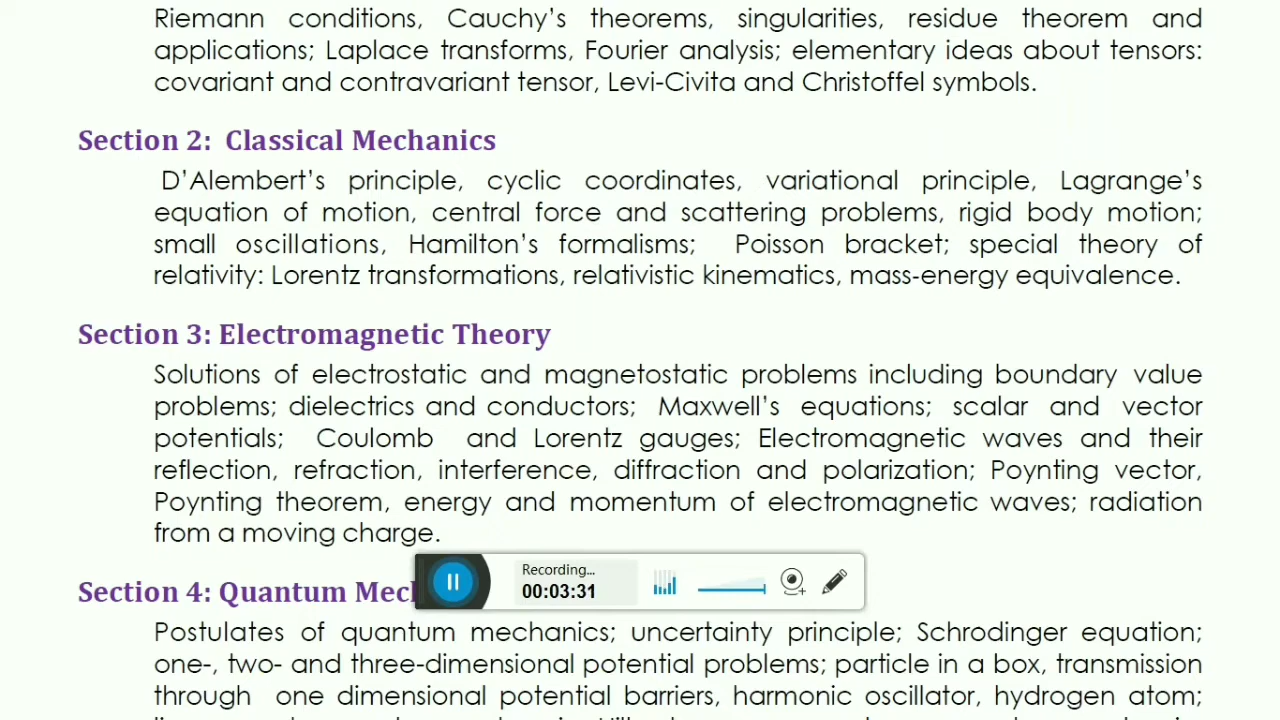 Riemann conditions, Cauchy's theorems, singularities, residue theorem and
applications; Laplace transforms, Fourier analysis; elementary ideas about tensors:
covariant and contravariant tensor, Levi-Civita and Christoffel symbols.
Section 2: Classical Mechanics
D'Alembert's principle, cyclic coordinates, variational principle, Lagrange's
equation of motion, central force and scattering problems, rigid body motion;
small oscillations, Hamilton's formalisms; Poisson bracket; special theory of
relativity: Lorentz transformations, relativistic kinematics, mass-energy equivalence.
Section 3: Electromagnetic Theory
Solutions of electrostatic and magnetostatic problems including boundary value
problems; dielectrics and conductors; Maxwell's equations; scalar and vector
potentials; Coulomb and Lorentz gauges; Electromagnetic waves and their
reflection, refraction, interference, diffraction and polarization; Poynting vector,
Poynting theorem, energy and momentum of electromagnetic waves; radiation
from a moving charge.
Recording...
00:03:31
Section 4: Quantum
Postulates of quantum mechanics; uncertainty principle; Schrodinger equation;
one-, two- and three-dimensional potential problems; particle in a box, transmission
through one dimensional potential barriers, harmonic oscillator, hydrogen atom;